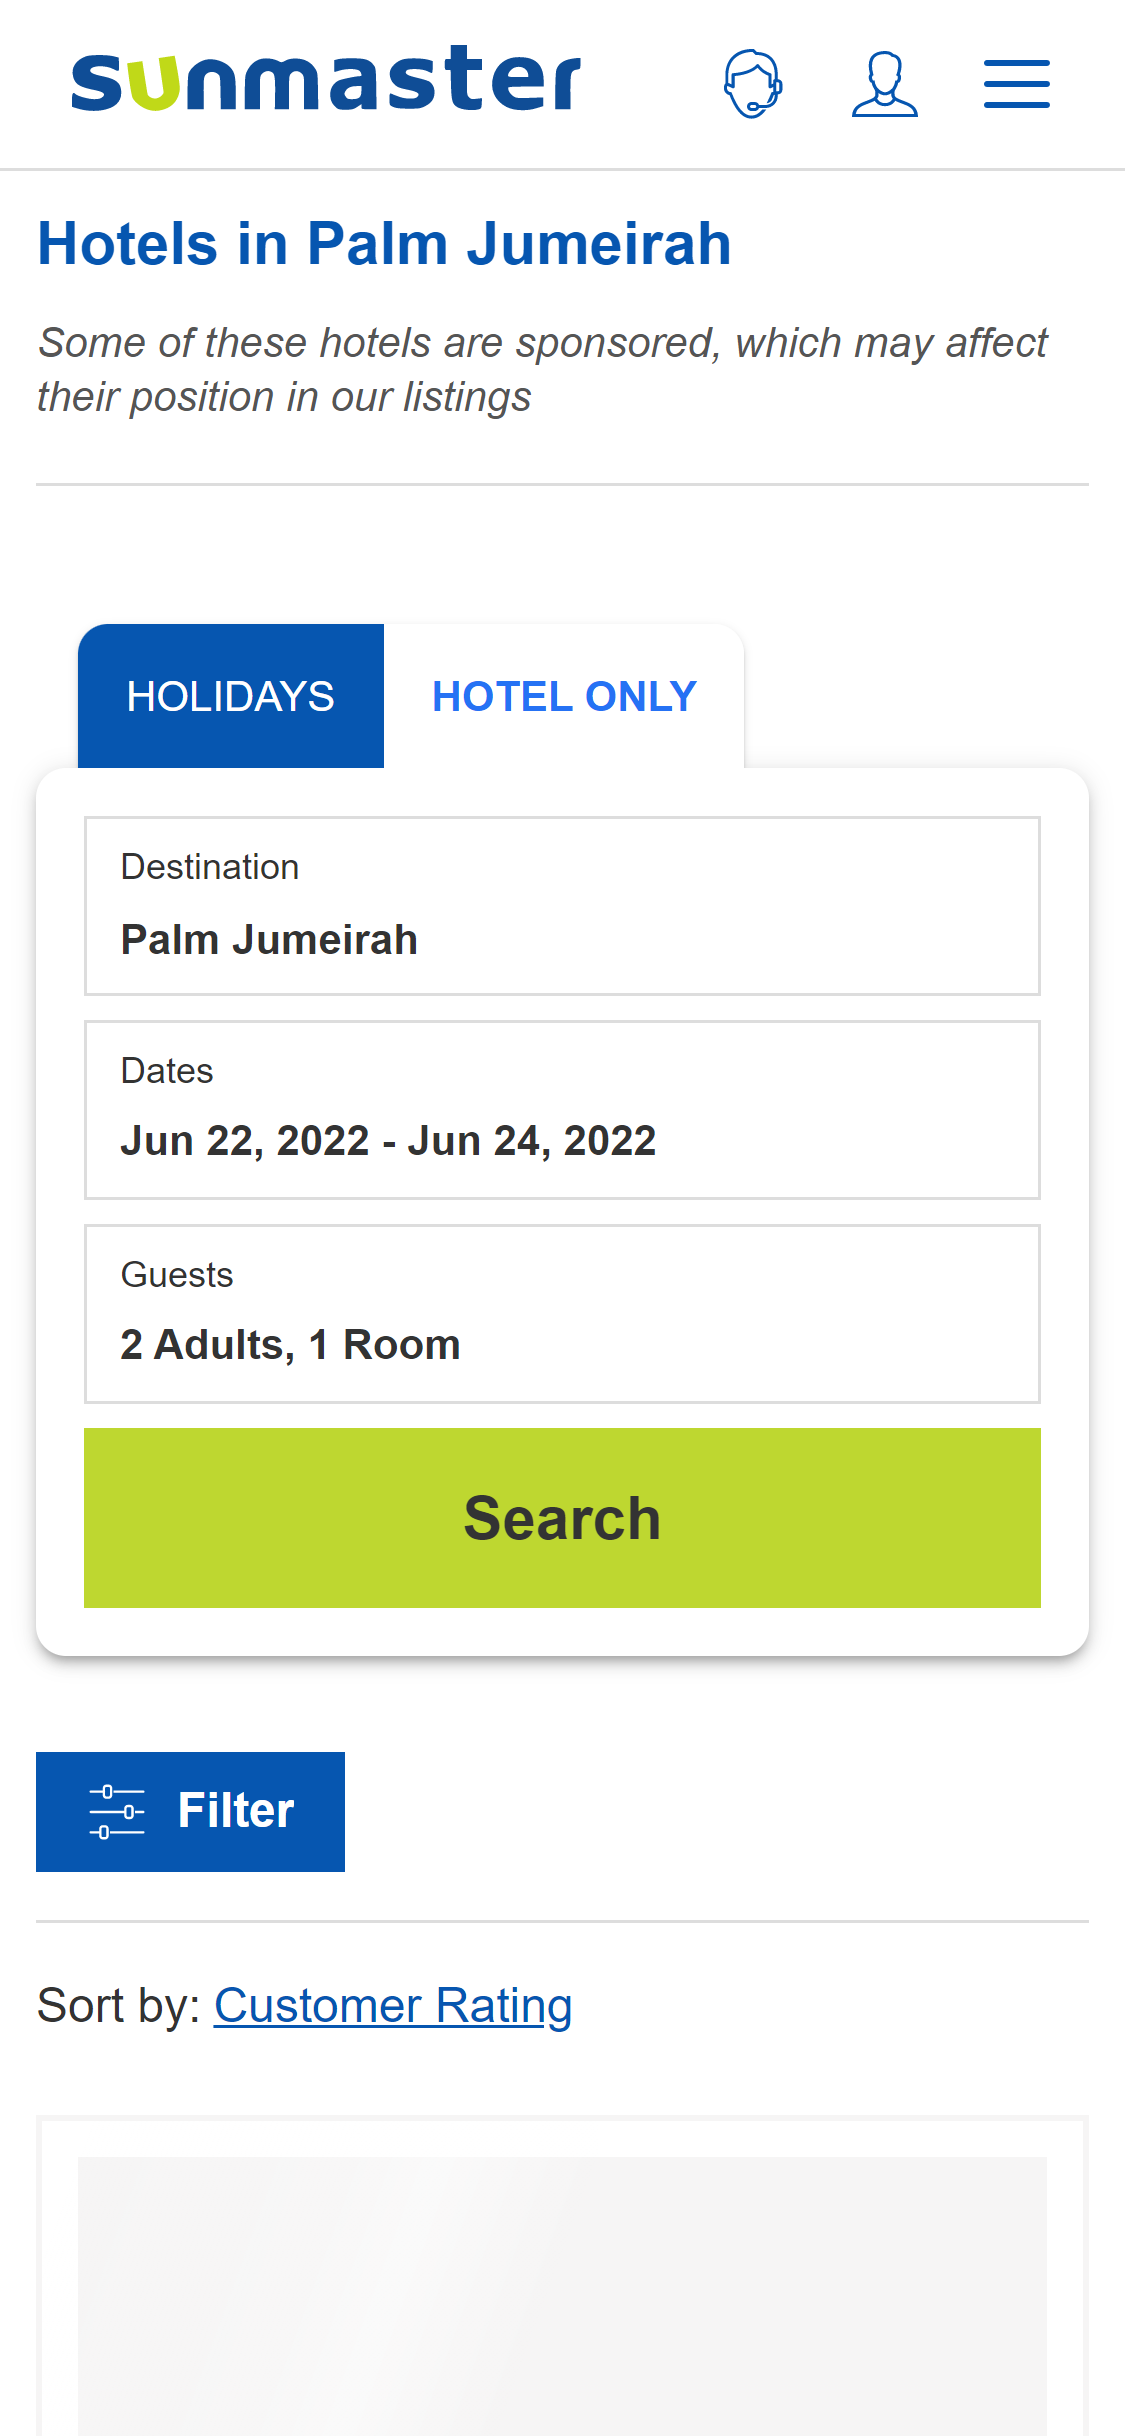 sunmaster
Hotels in Palm Jumeirah
Some of these hotels are sponsored, which may affect
their position in our listings
HOLIDAYS
HOTEL ONLY
Destination
Palm Jumeirah
Dates
Jun 22, 2022 - Jun 24, 2022
Guests
2 Adults, 1 Room
Search
Filter
Sort by: Customer Rating